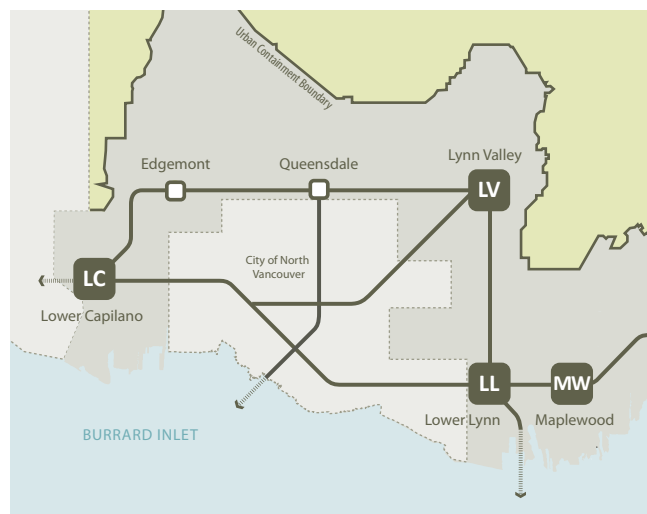 Urban Containment Boundary
Edgemont
Queensdale
Lynn Valley
LV
City of North
Vancouver
LC
Lower Capilano
LL
MW
Lower Lynn
Maplewood
BURRARD INLET